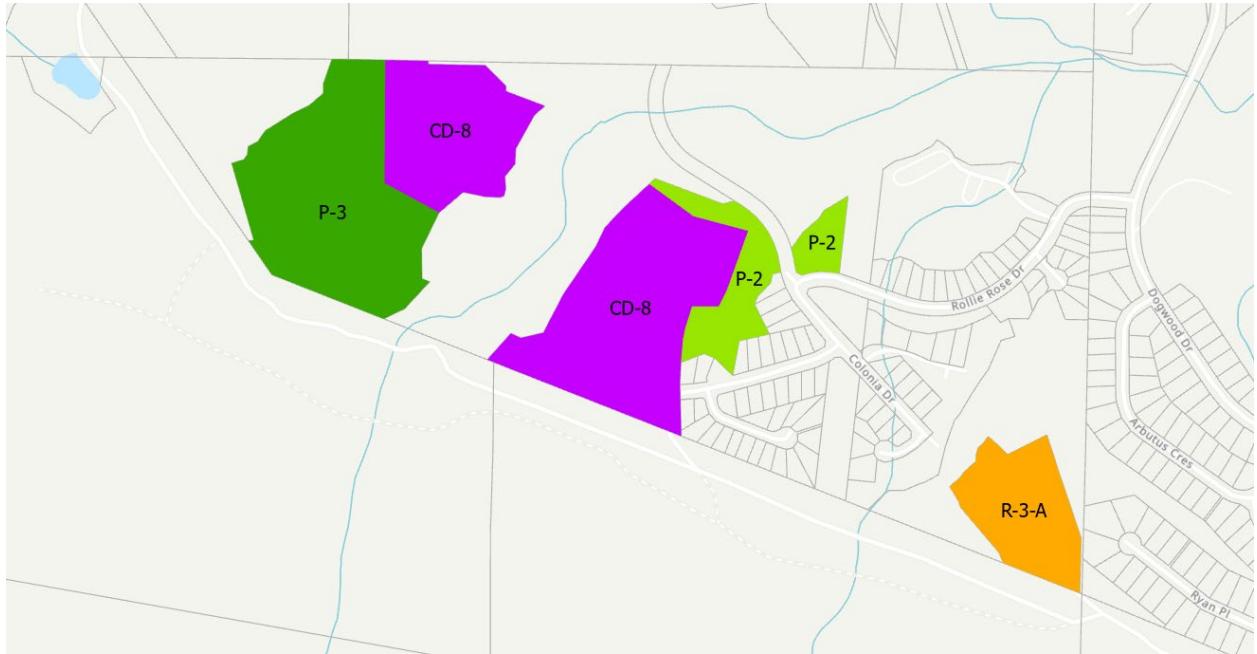 CD-8
P-3
P-2
P-2
CD-8
Rollie Rose Dr
Dogwood Dr
Colonia Dr
Arbutus Cres
R-3-A
Ryan Pl